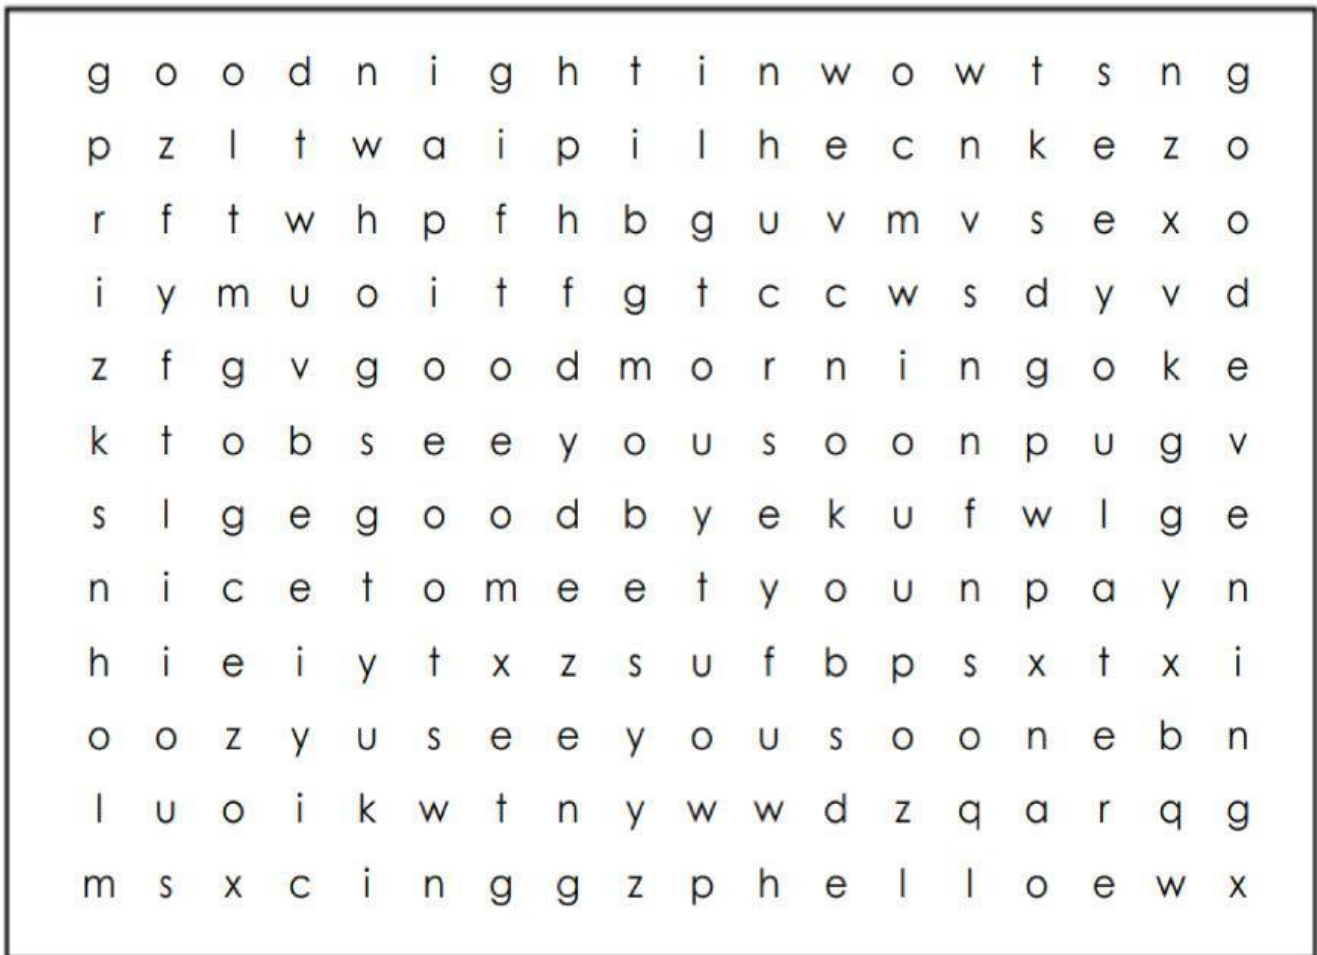 g o o d n i g h t i n w o w t s n g
p z l t w a i p i l h e c n k e z o
r f t w h p f h b g u v m v s e x o
i y m u o i t f g t c c w s d y v d
z f g v g o o d m o r n i n g o k e
k t o b s e e y o u s o o n p u g v
s l g e g o o d b y e k u f w l g e
n i c e t o m e e t y o u n p a y n
h i e i y t x z s u f b p s x t x i
o o z y u s e e y o u s o o n e b n
l u o i k w t n y w w d z q a r q g
m s x c i n g g z p h e l l o e w x